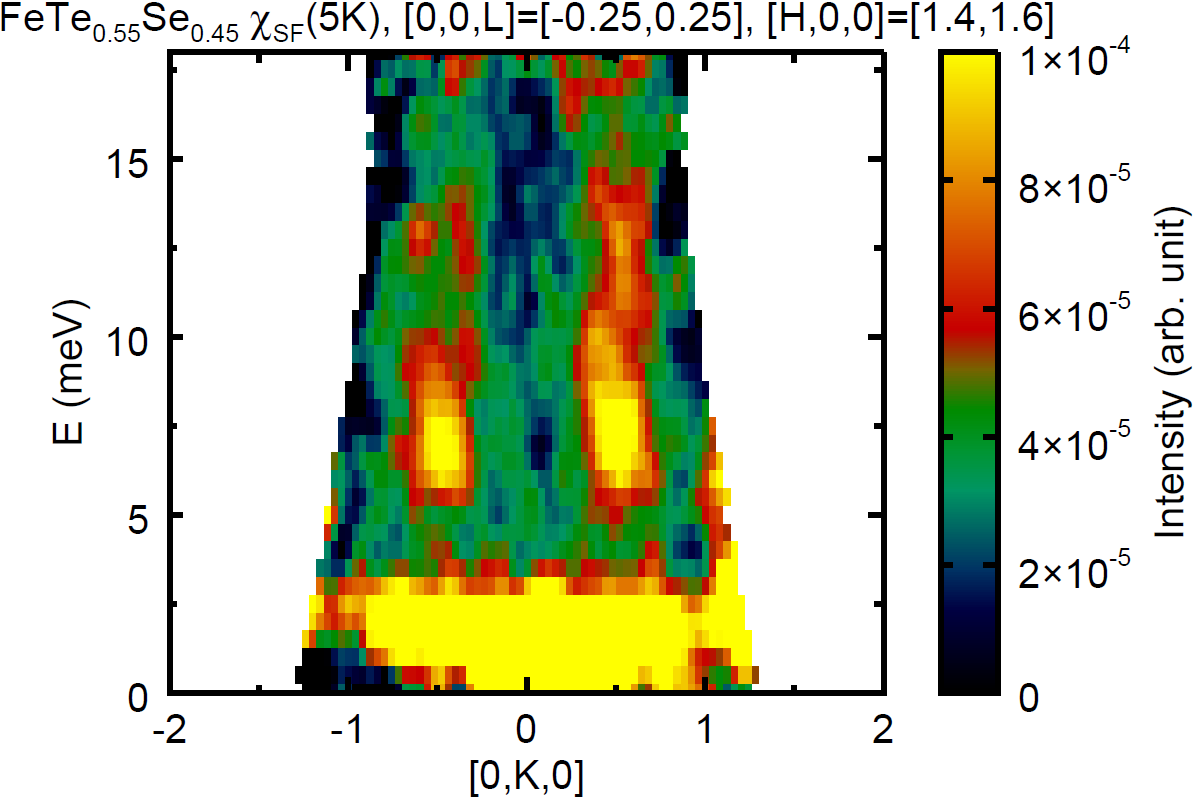 FeTe0.55Se0.45 χSF(5K), [0,0,L]=[-0.25,0.25], [H,0,0]=[1.4,1.6]
1×10-4
8×10-5
6×10-5
4×10-5
2×10-5
0
Intensity (arb. unit)
E (meV)
15
10
5
0
-2 -1 0 1 2
[0,K,0]